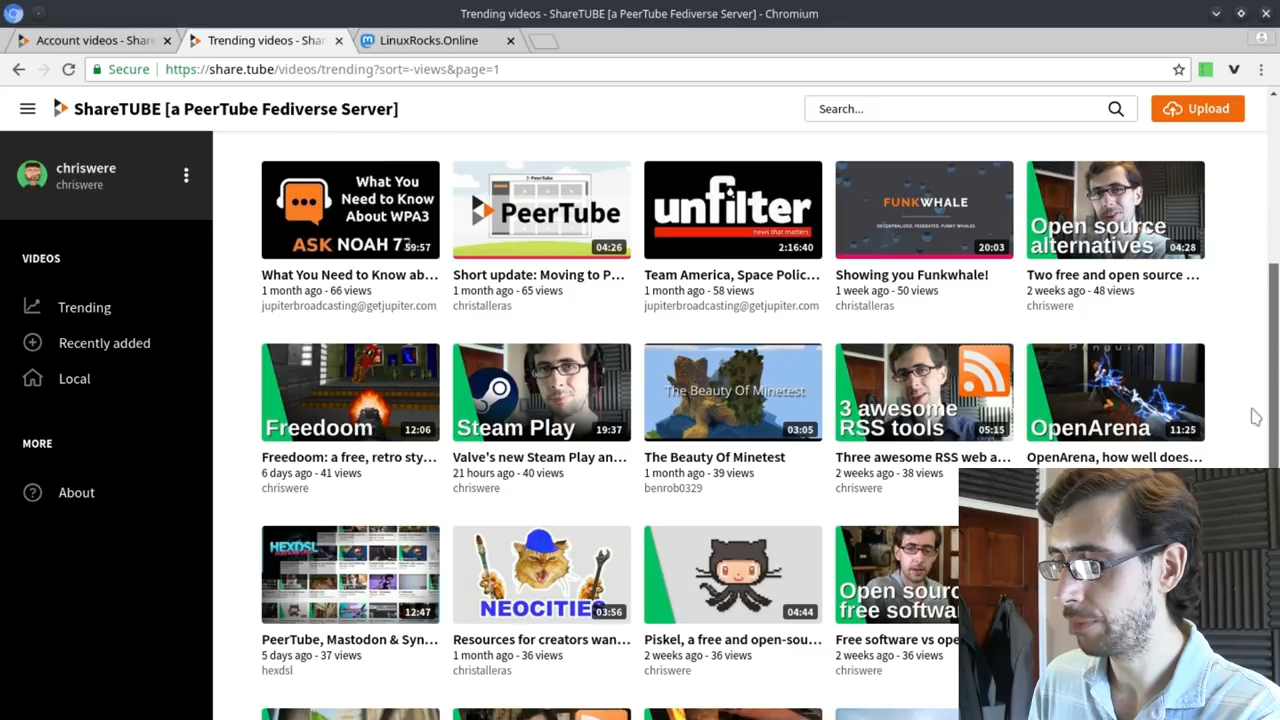 Trending videos - ShareTUBE [a PeerTube Fediverse Server] - Chromium
Account videos - Share
Trending videos - Shar
LinuxRocks.Online
Secure
https://share.tube/videos/trending?sort=-views&page=1
ShareTUBE [a PeerTube Fediverse Server]
Search...
Upload
chriswere
chriswere
VIDEOS
Trending
Recently added
Local
MORE
About
What You
Need to Know
About WPA3
ASK NOAH 7
59:57
What You Need to Know ab...
1 month ago - 66 views
jupiterbroadcasting@getjupiter.com
PeerTube
04:26
Short update: Moving to P...
1 month ago - 65 views
christalleras
unfilter
news that matters
2:16:40
Team America, Space Polic...
1 month ago - 58 views
jupiterbroadcasting@getjupiter.com
FUNKWHALE
DECENTRALIZED, FEDERATED, FUNKY WHALES
20:03
Showing you Funkwhale!
1 week ago - 50 views
christalleras
Open source
alternatives
04:28
Two free and open source ...
2 weeks ago - 48 views
chriswere
Freedoom
12:06
Freedoom: a free, retro sty...
6 days ago - 41 views
chriswere
Steam Play
19:37
Valve's new Steam Play an...
21 hours ago - 40 views
chriswere
The Beauty Of Minetest
03:05
The Beauty Of Minetest
1 month ago - 39 views
benrob0329
3 awesome
RSS tools
05:15
Three awesome RSS web a...
2 weeks ago - 38 views
chriswere
OpenArena
11:25
OpenArena, how well does...
HEXDSL
12:47
PeerTube, Mastodon & Syn...
5 days ago - 37 views
hexdsl
NEOCITIES
03:56
Resources for creators wan...
1 month ago - 36 views
christalleras
04:44
Piskel, a free and open-sou...
2 weeks ago - 36 views
chriswere
Open sourc
free softwa
Free software vs ope
2 weeks ago - 36 views
chriswere